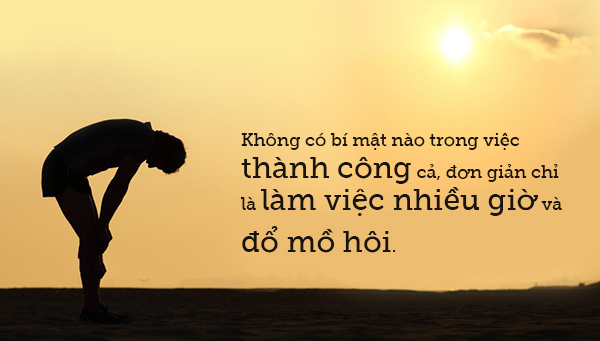 Không có bí mật nào trong việc
thành công cả, đơn giản chỉ
là làm việc nhiều giờ và
đổ mồ hôi.